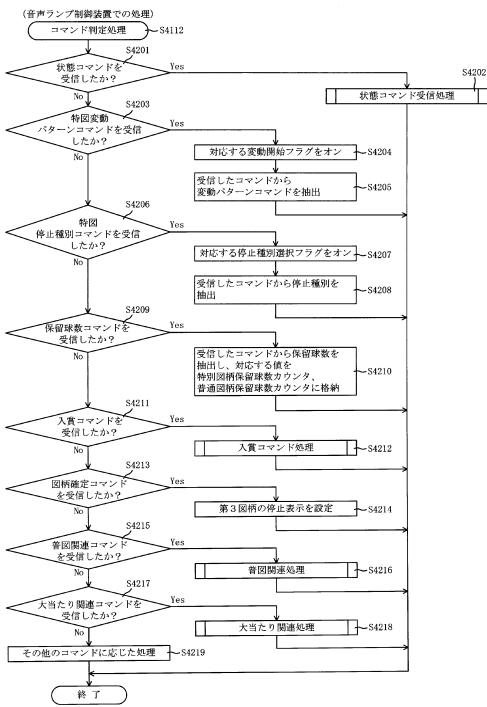 （音声ランプ制御装置での処理）
コマンド判定処理
S4112
S4201
状態コマンドを
受信したか？
Yes
No
S4202
状態コマンド受信処理
S4203
特図変動
パターンコマンドを受信
したか？
Yes
No
対応する変動開始フラグをオン
S4204
受信したコマンドから
変動パターンコマンドを抽出
S4205
S4206
特図
停止種別コマンドを受信
したか？
Yes
No
対応する停止種別選択フラグをオン
S4207
受信したコマンドから停止種別を
抽出
S4208
S4209
保留球数コマンドを
受信したか？
Yes
No
受信したコマンドから保留球数を
抽出し、対応する値を
特別図柄保留球数カウンタ、
普通図柄保留球数カウンタに格納
S4210
S4211
入賞コマンドを
受信したか？
Yes
No
入賞コマンド処理
S4212
S4213
図柄確定コマンド
を受信したか？
Yes
No
第３図柄の停止表示を設定
S4214
S4215
普図関連コマンド
を受信したか？
Yes
No
普図関連処理
S4216
S4217
大当たり関連コマンドを
受信したか？
Yes
No
大当たり関連処理
S4218
その他のコマンドに応じた処理
S4219
終了